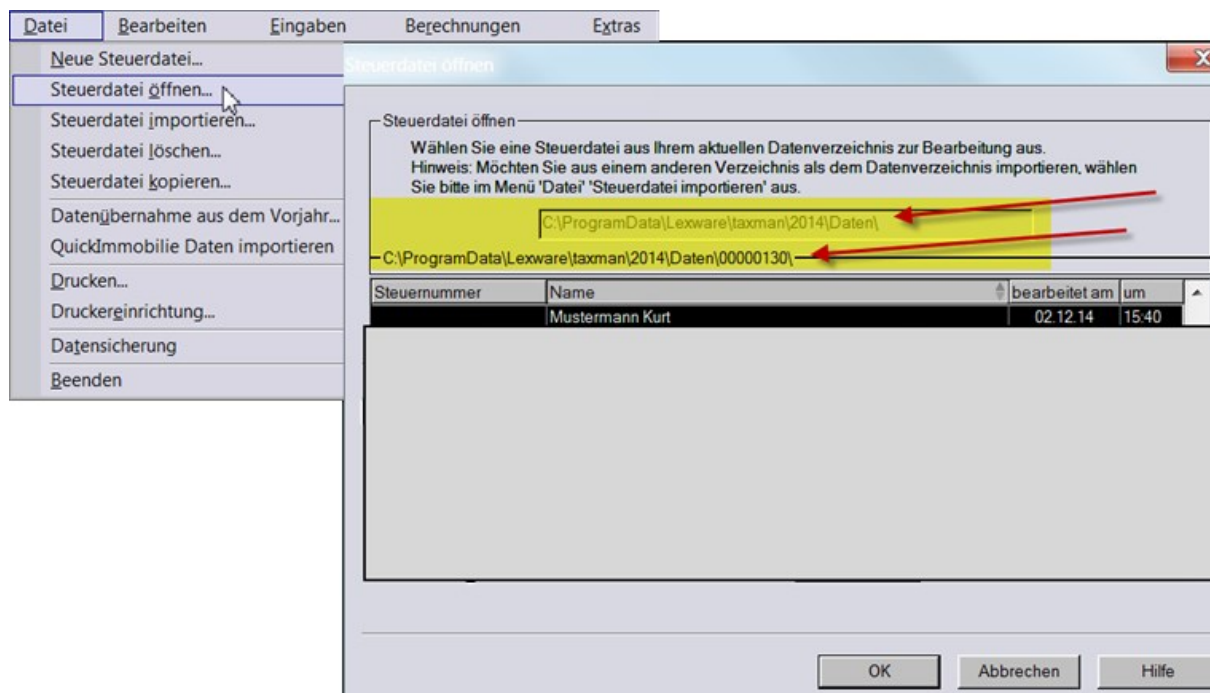 Datei Bearbeiten Eingaben Berechnungen Extras
Neue Steuerdatei...
Steuerdatei öffnen...
Steuerdatei importieren...
Steuerdatei löschen...
Steuerdatei kopieren...
Datenübernahme aus dem Vorjahr...
QuickImmobilie Daten importieren
Drucken...
Druckereinrichtung...
Datensicherung
Beenden
Steuerdatei öffnen
Steuerdatei öffnen
Wählen Sie eine Steuerdatei aus Ihrem aktuellen Datenverzeichnis zur Bearbeitung aus.
Hinweis: Möchten Sie aus einem anderen Verzeichnis als dem Datenverzeichnis importieren, wählen
Sie bitte im Menü 'Datei' 'Steuerdatei importieren' aus.
C:\ProgramData\Lexware\taxman\2014\Daten\
C:\ProgramData\Lexware\taxman\2014\Daten\00000130\
Steuernummer Name bearbeitet am um
Mustermann Kurt 02.12.14 15:40
OK Abbrechen Hilfe